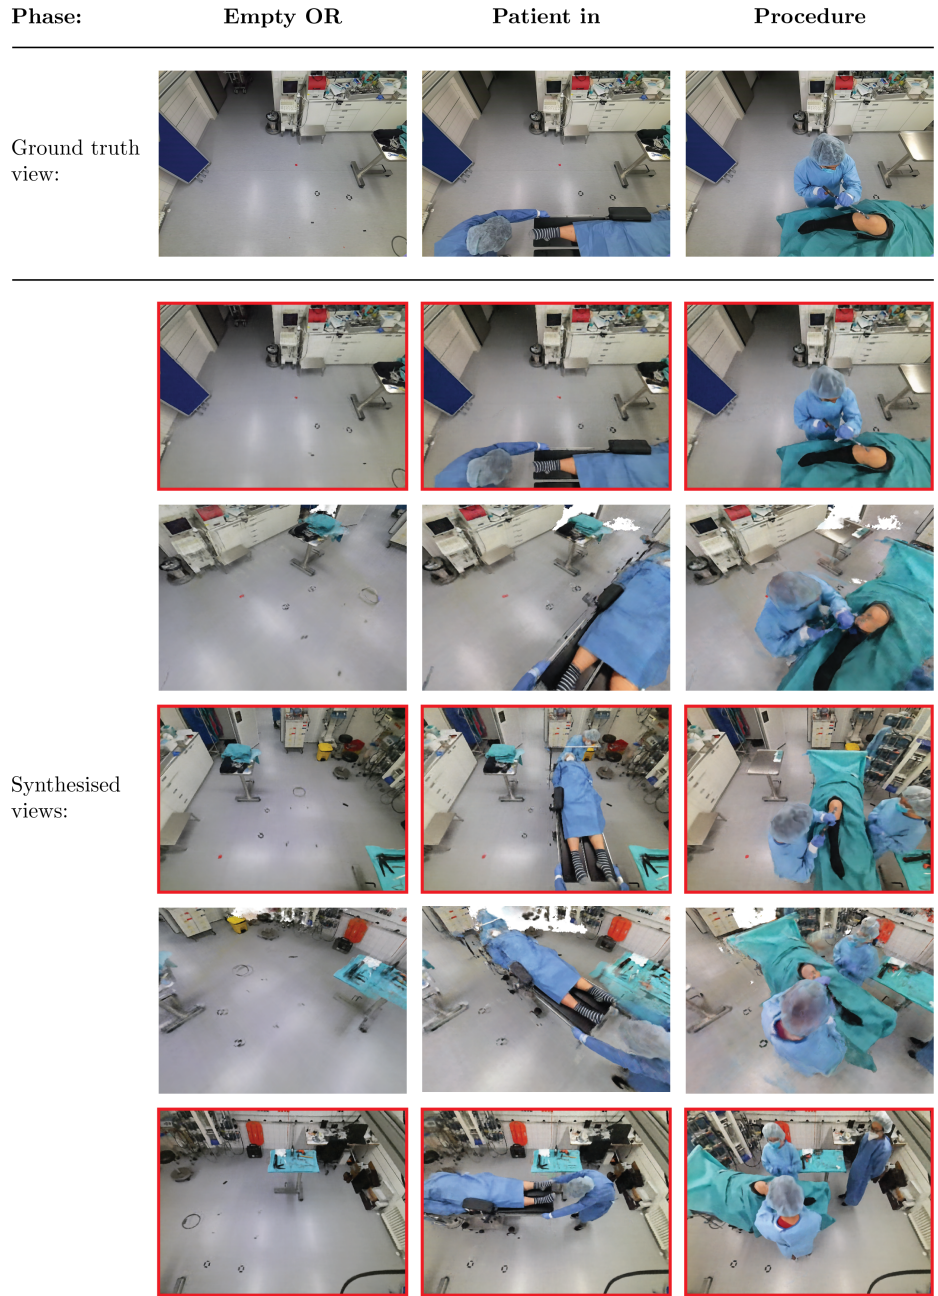 Phase: Empty OR Patient in Procedure
Ground truth
view:
Synthesised
views: